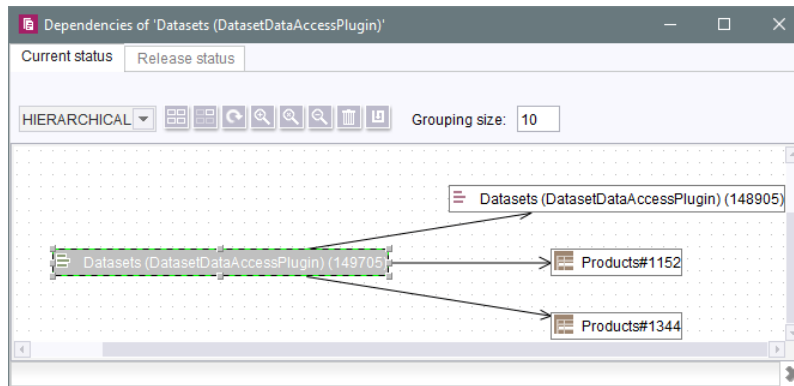 Dependencies of 'Datasets (DatasetDataAccessPlugin)'
Current status Release status
HIERARCHICAL Grouping size: 10
Datasets (DatasetDataAccessPlugin) (148905)
Datasets (DatasetDataAccessPlugin) (149705)
Products#1152
Products#1344